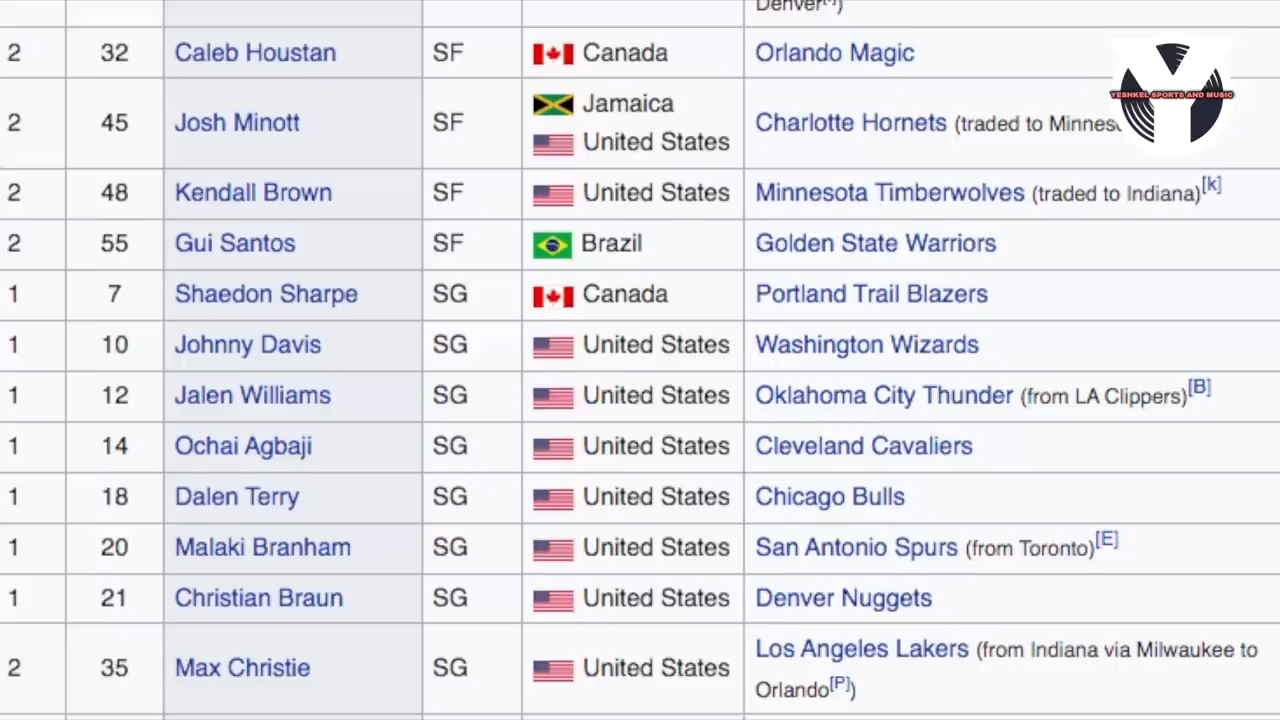 Denver
2 32 Caleb Houstan SF Canada Orlando Magic
YESHKEL SPORTS AND MUSIC
2 45 Josh Minott SF Jamaica
United States Charlotte Hornets (traded to
2 48 Kendall Brown SF United States Minnesota Timberwolves (traded to Indiana)[k]
2 55 Gui Santos SF Brazil Golden State Warriors
1 7 Shaedon Sharpe SG Canada Portland Trail Blazers
1 10 Johnny Davis SG United States Washington Wizards
1 12 Jalen Williams SG United States Oklahoma City Thunder (from LA Clippers)[B]
1 14 Ochai Agbaji SG United States Cleveland Cavaliers
1 18 Dalen Terry SG United States Chicago Bulls
1 20 Malaki Branham SG United States San Antonio Spurs (from Toronto)[E]
1 21 Christian Braun SG United States Denver Nuggets
2 35 Max Christie SG United States Los Angeles Lakers (from Indiana via Milwaukee to
Orlando[P])